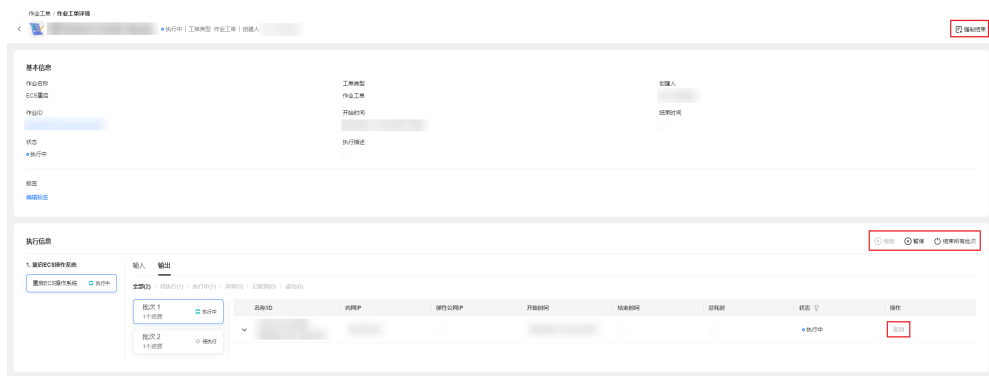 作业工单 / 作业工单详情
执行中 | 工单类型 作业工单 | 创建人
强制结束
基本信息
作业名称 工单类型 创建人
ECS重启 作业工单
作业ID 开始时间 结束时间
状态 执行描述
执行中
标签
编辑标签
执行信息
继续 暂停 结束所有批次
1. 重启ECS操作系统 输入 输出
重启ECS操作系统 执行中
全部(2) | 待执行(1) | 执行中(1) | 异常(0) | 已取消(0) | 成功(0)
批次 1 执行中
1个资源
批次 2 待执行
1个资源
名称/ID 内网IP 弹性公网IP 开始时间 结束时间 总耗时 状态 操作
执行中 取消